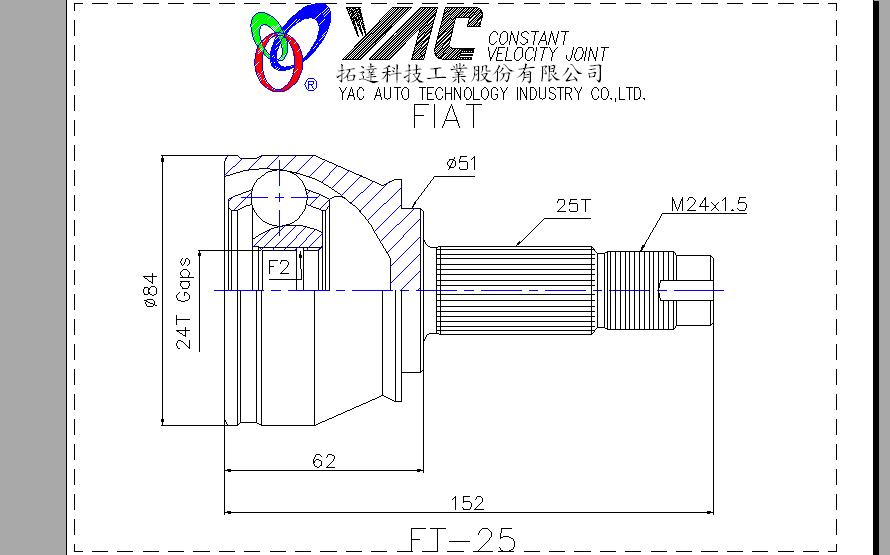 YAC
CONSTANT
VELOCITY JOINT
拓達科技工業股份有限公司
®
YAC AUTO TECHNOLOGY INDUSTRY CO.,LTD.
FIAT
ø51
25T
M24x1.5
F2
ø84
24T Gaps
62
152
FT-25